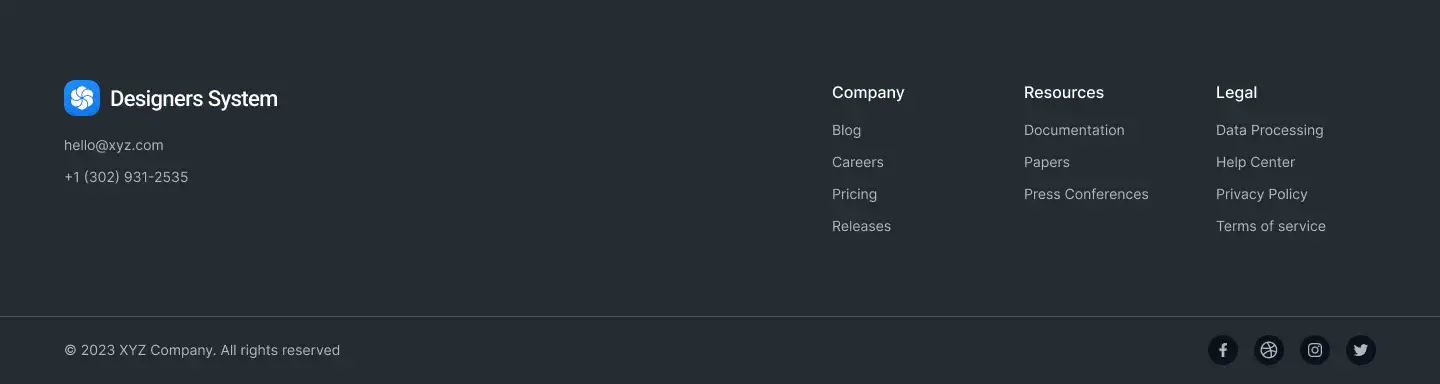 Designers System
hello@xyz.com
+1 (302) 931-2535
Company
Blog
Careers
Pricing
Releases
Resources
Documentation
Papers
Press Conferences
Legal
Data Processing
Help Center
Privacy Policy
Terms of service
© 2023 XYZ Company. All rights reserved